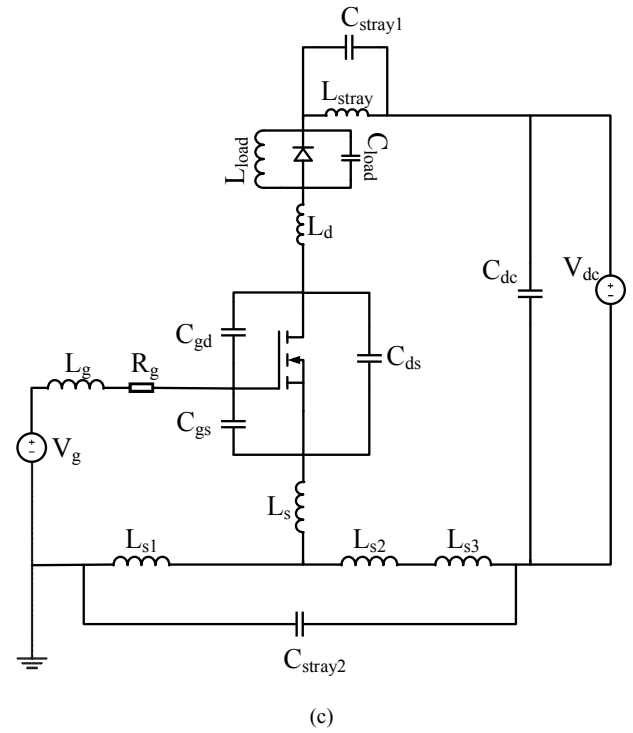 C_stray1
L_stray
L_load
C_load
L_d
C_dc
V_dc
C_gd
C_ds
L_g
R_g
C_gs
V_g
L_s
L_s1
L_s2
L_s3
C_stray2
(c)